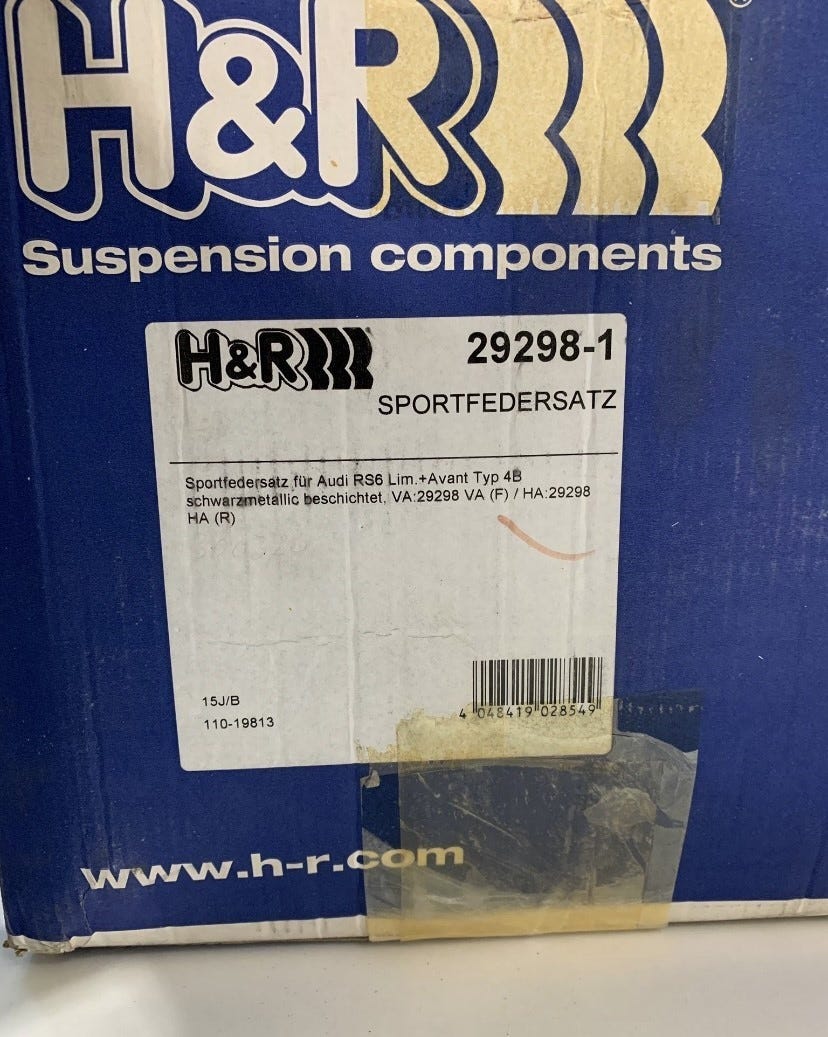 H&R
®
Suspension components
H&R
29298-1
SPORTFEDERSATZ
Sportfedersatz für Audi RS6 Lim.+Avant Typ 4B
schwarzmetallic beschichtet, VA:29298 VA (F) / HA:29298
HA (R)
15J/B
110-19813
4 048419 028549
www.h-r.com